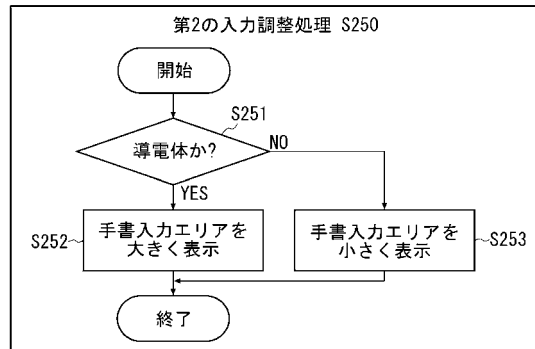 第2の入力調整処理 S250
開始
S251
導電体か?
NO
YES
S252
手書入力エリアを
大きく表示
手書入力エリアを
小さく表示
S253
終了